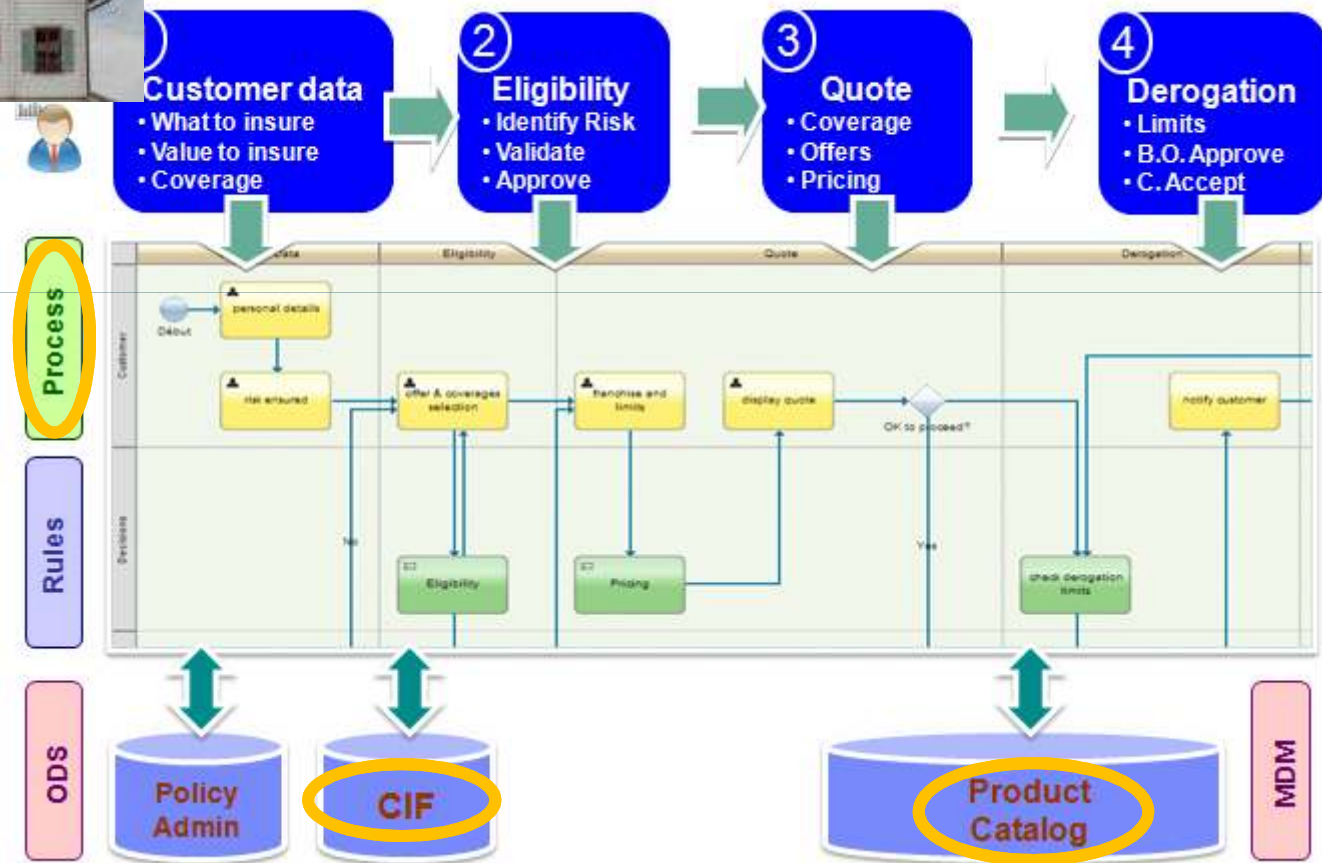 2
3
4
Customer data
• What to insure
• Value to insure
• Coverage
Eligibility
• Identify Risk
• Validate
• Approve
Quote
• Coverage
• Offers
• Pricing
Derogation
• Limits
• B.O. Approve
• C. Accept
Process
Rules
ODS
MDM
Eligibility
Quote
Derogation
Customer
Decisions
Début
personal details
risk ensured
offer & coverages
selection
franchise and
limits
display quote
OK to proceed?
notify customer
No
Eligibility
Pricing
Yes
check derogation
limits
Policy
Admin
CIF
Product
Catalog